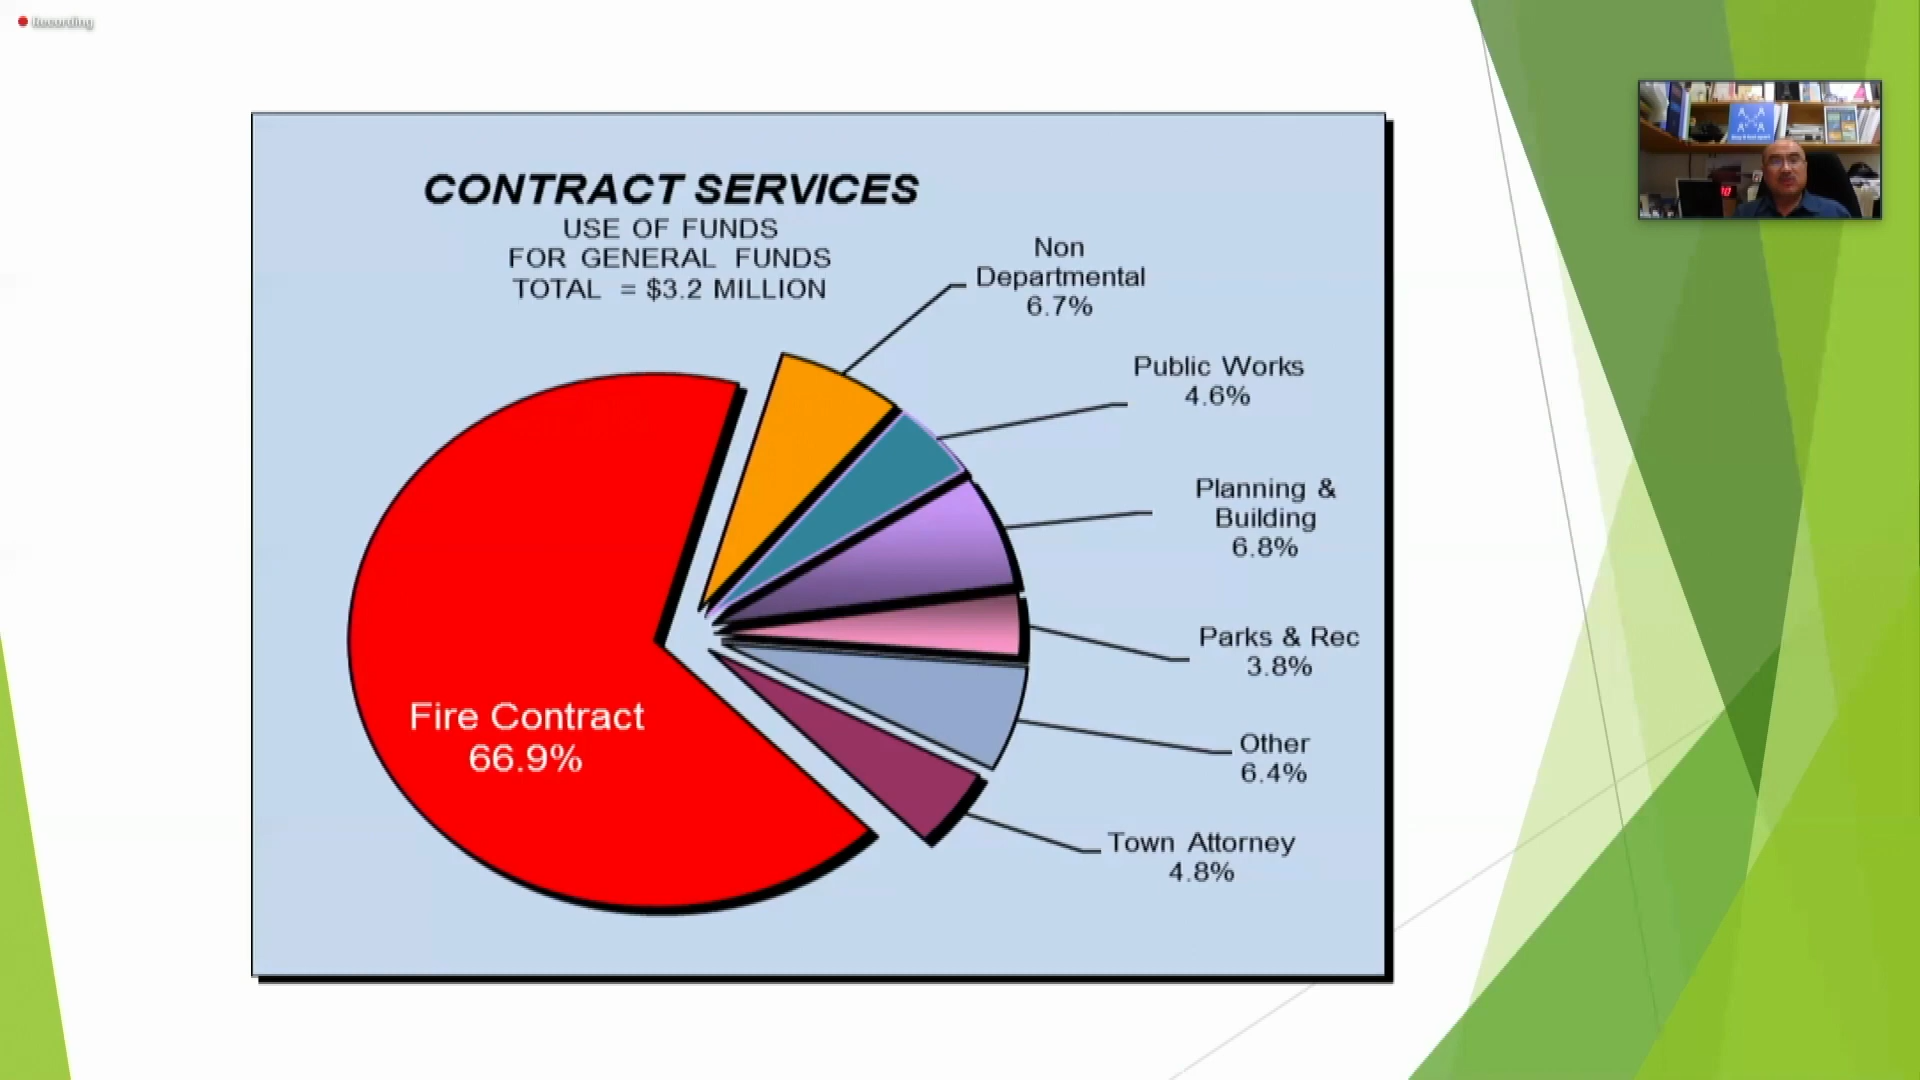 Recording
CONTRACT SERVICES
USE OF FUNDS
FOR GENERAL FUNDS
TOTAL = $3.2 MILLION
Non
Departmental
6.7%
Public Works
4.6%
Planning &
Building
6.8%
Parks & Rec
3.8%
Other
6.4%
Town Attorney
4.8%
Fire Contract
66.9%